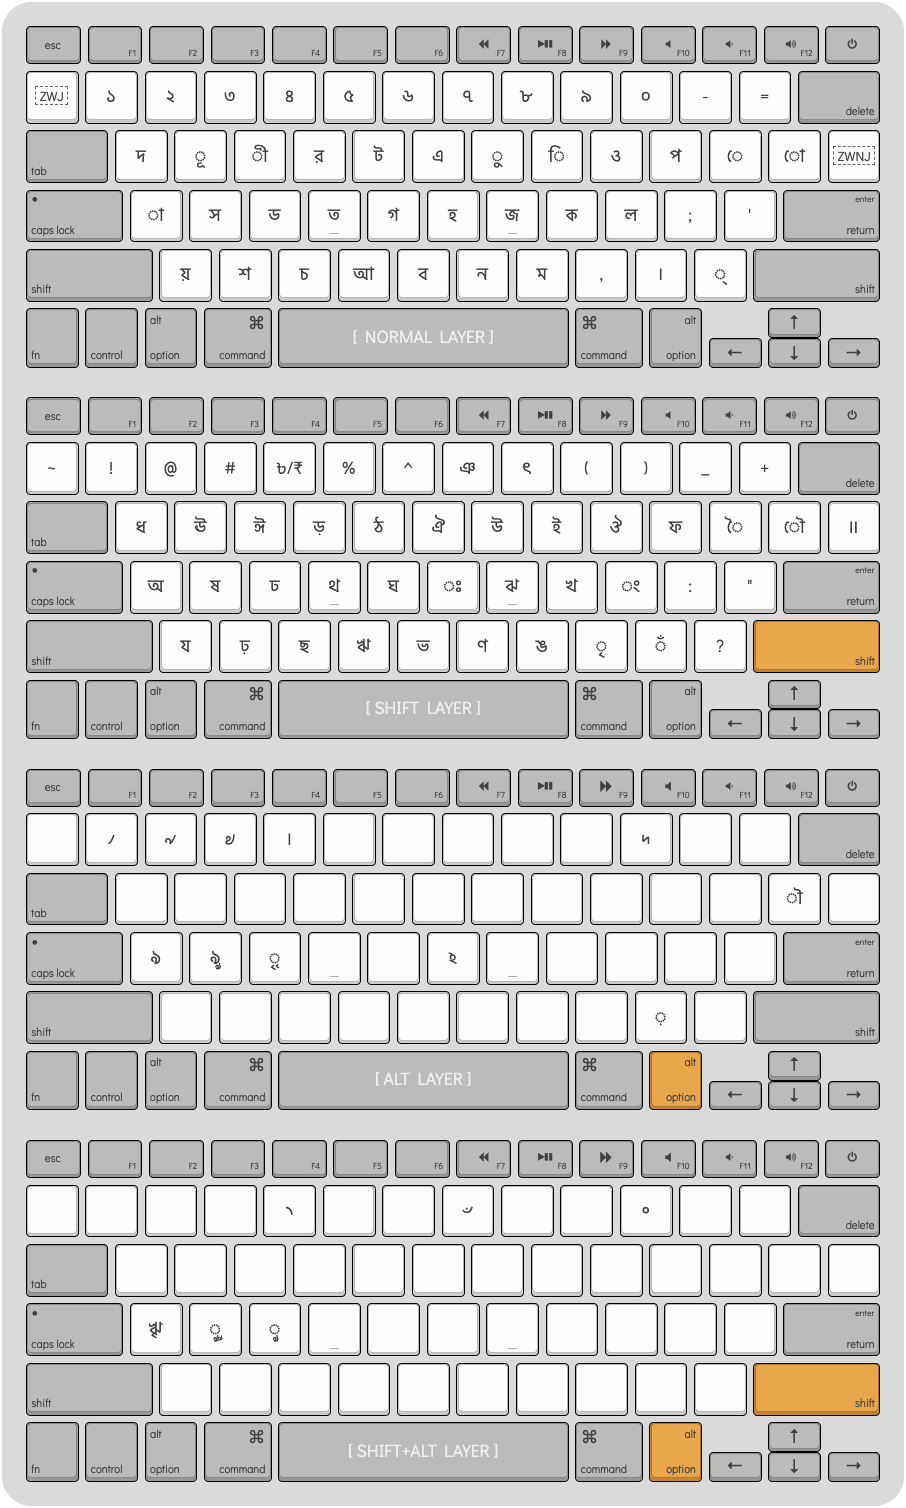 esc F1 F2 F3 F4 F5 F6 F7 F8 F9 F10 F11 F12
ZWJ ১ ২ ৩ ৪ ৫ ৬ ৭ ৮ ৯ ০ - = delete
tab দ ূ ী র ট এ ু ি ও প ে ো ZWNJ
caps lock া স ড ত গ হ জ ক ল ; ' enter return
shift য় শ চ আ ব ন ম , । ্ shift
fn control alt option ⌘ command [ NORMAL LAYER ] ⌘ command alt option ← ↑ ↓ →
esc F1 F2 F3 F4 F5 F6 F7 F8 F9 F10 F11 F12
~ ! @ # ৳/₹ % ^ ঞ ৎ ( ) _ + delete
tab ধ ঊ ঈ ড় ঠ ঐ উ ই ঔ ফ ৈ ৌ ॥
caps lock অ ষ ঢ থ ঘ ঃ ঝ খ ং : " enter return
shift য ঢ় ছ ঋ ভ ণ ঙ ৃ ঁ ? shift
fn control alt option ⌘ command [ SHIFT LAYER ] ⌘ command alt option ← ↑ ↓ →
esc F1 F2 F3 F4 F5 F6 F7 F8 F9 F10 F11 F12
৴ ৵ ৶ ৷ ৸ delete
tab ৗ
caps lock ঌ ৡ ৄ ঽ enter return
shift ় shift
fn control alt option ⌘ command [ ALT LAYER ] ⌘ command alt option ← ↑ ↓ →
esc F1 F2 F3 F4 F5 F6 F7 F8 F9 F10 F11 F12
delete
tab
caps lock ৠ ৣ ৢ enter return
shift shift
fn control alt option ⌘ command [ SHIFT+ALT LAYER ] ⌘ command alt option ← ↑ ↓ →